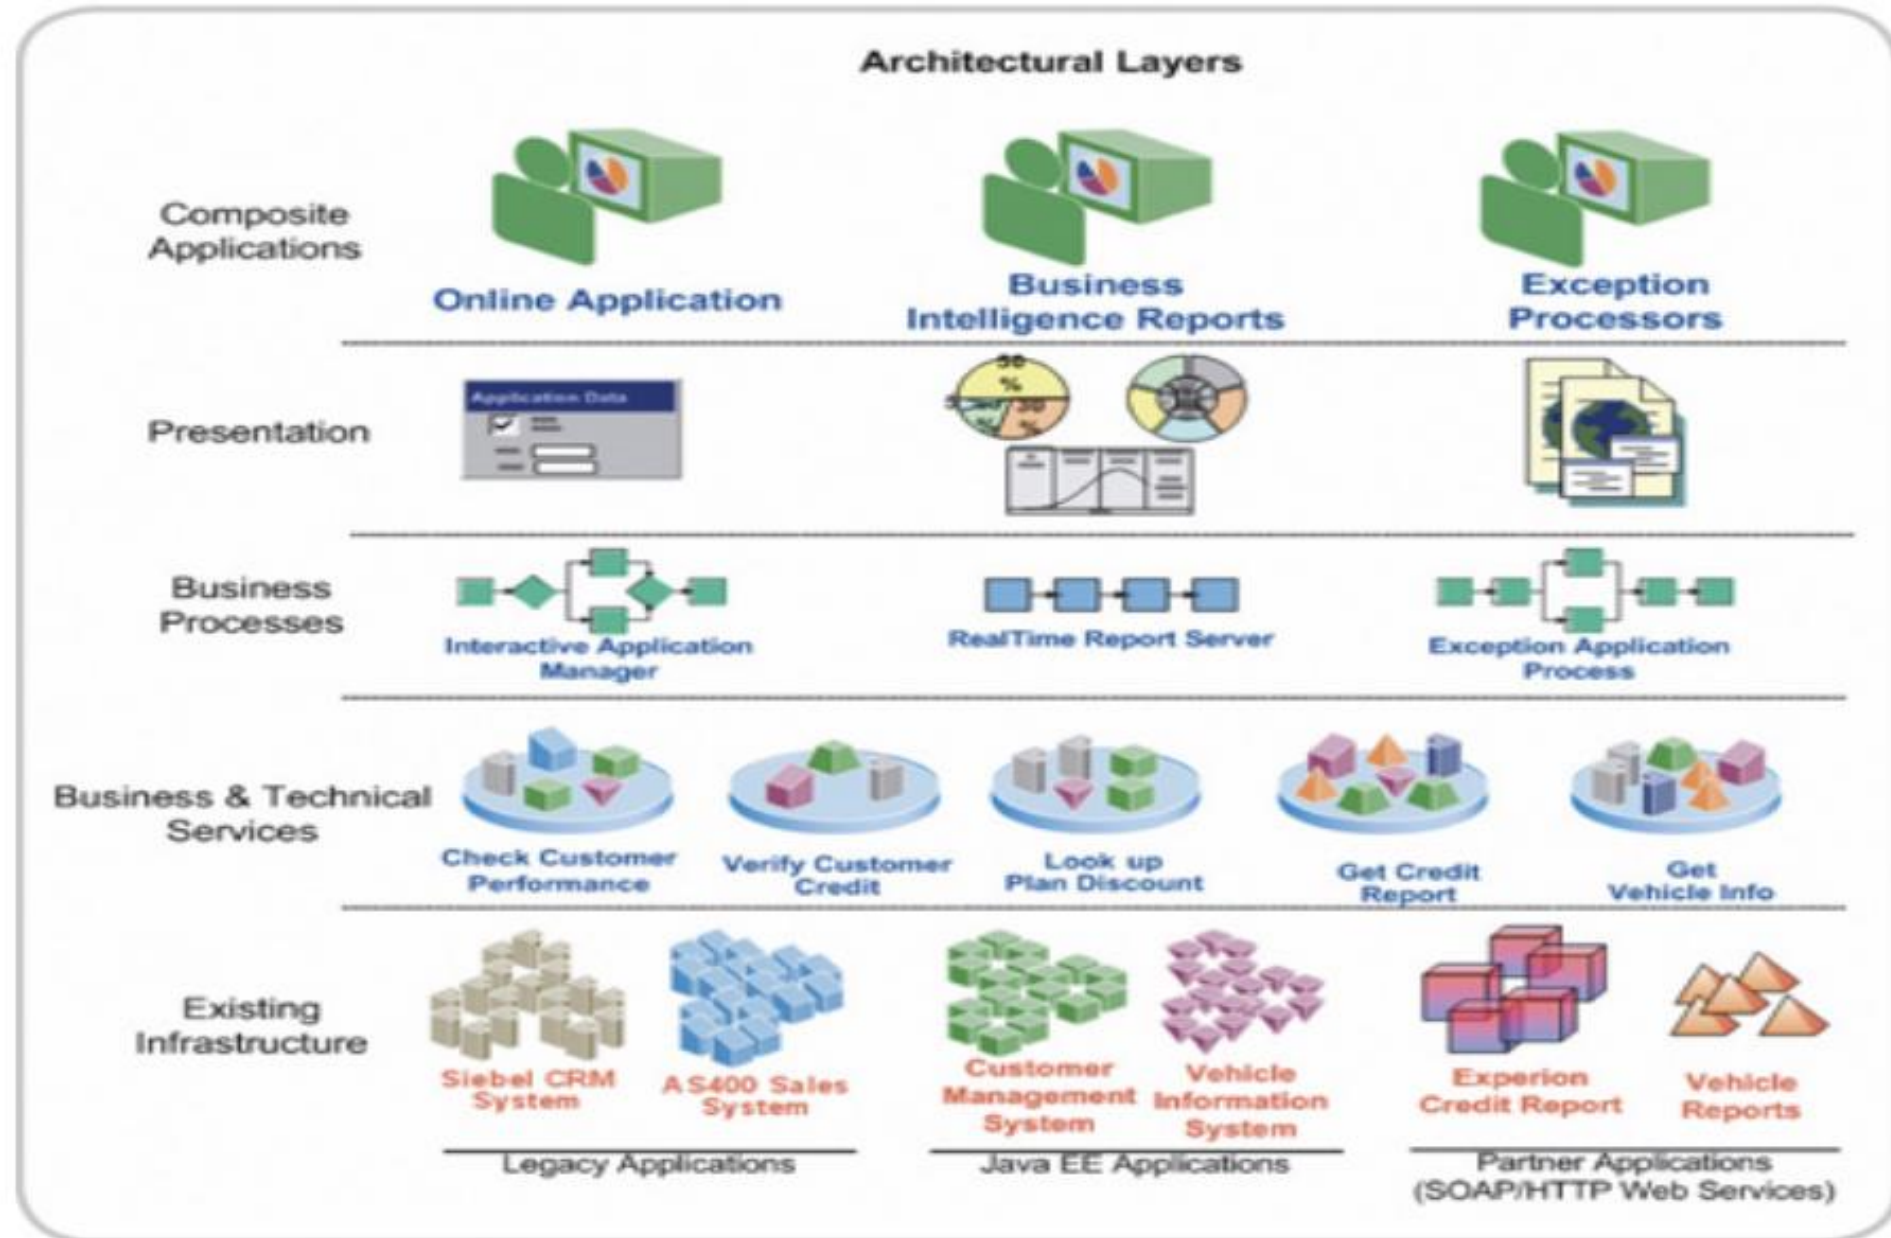 Architectural Layers
Composite
Applications
Online Application
Business
Intelligence Reports
Exception
Processors
Presentation
Application Data
50
%
30
%
%
Business
Processes
Interactive Application
Manager
RealTime Report Server
Exception Application
Process
Business & Technical
Services
Check Customer
Performance
Verify Customer
Credit
Look up
Plan Discount
Get Credit
Report
Get
Vehicle Info
Existing
Infrastructure
Siebel CRM
System
AS400 Sales
System
Customer
Management
System
Vehicle
Information
System
Experion
Credit Report
Vehicle
Reports
Legacy Applications
Java EE Applications
Partner Applications
(SOAP/HTTP Web Services)